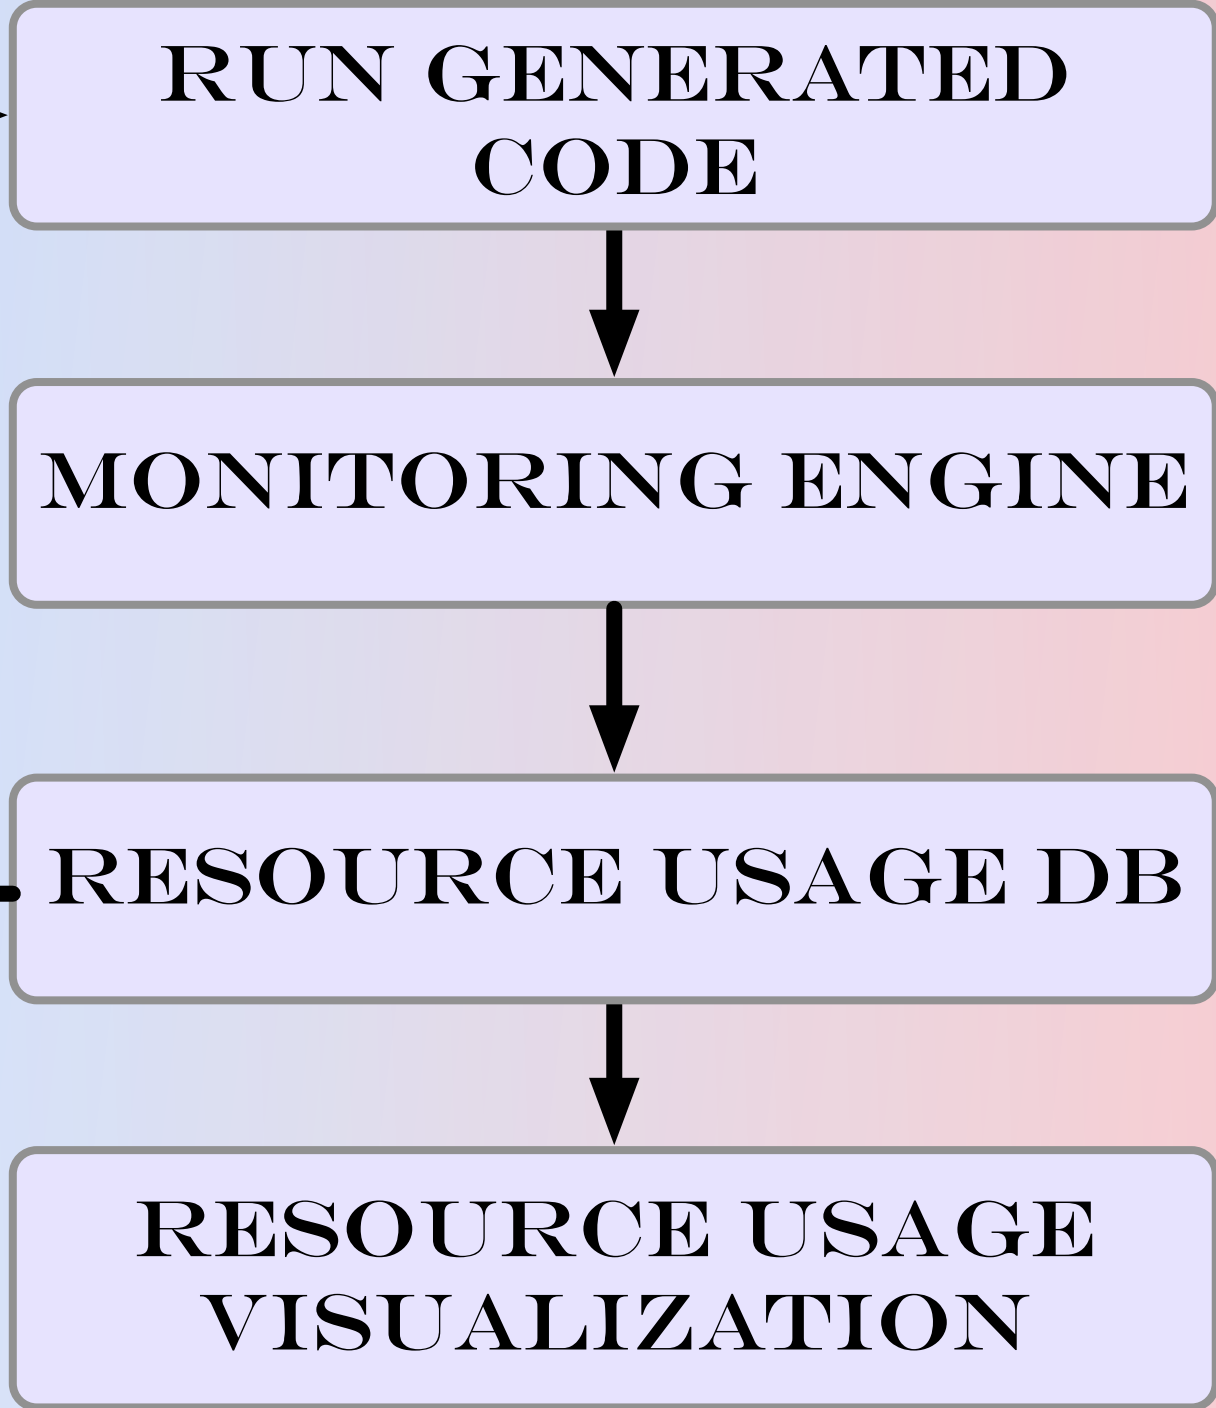 RUN GENERATED
CODE
MONITORING ENGINE
RESOURCE USAGE DB
RESOURCE USAGE
VISUALIZATION